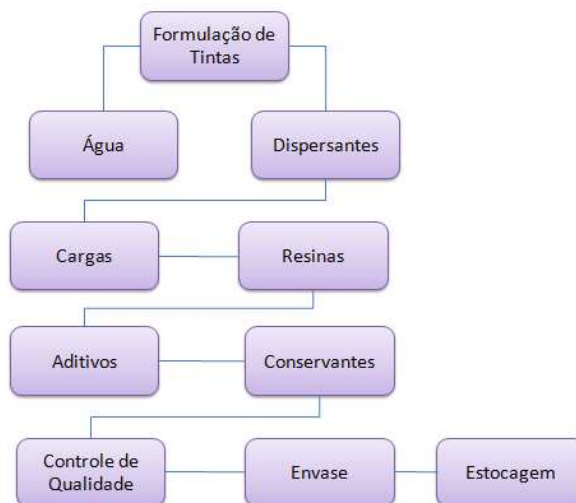 Formulação de
Tintas
Água
Dispersantes
Cargas
Resinas
Aditivos
Conservantes
Controle de
Qualidade
Envase
Estocagem